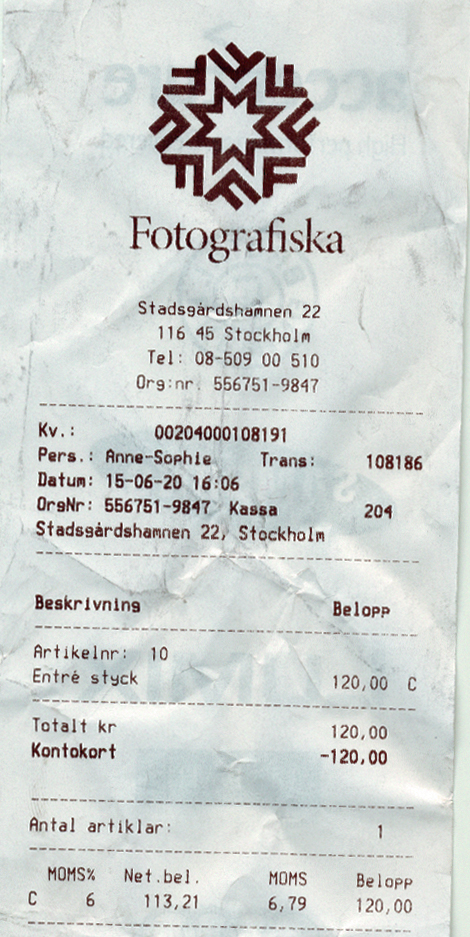 Fotografiska
Stadsgårdshamnen 22
116 45 Stockholm
Tel: 08-509 00 510
Org:nr. 556751-9847
Kv.: 00204000108191
Pers.: Anne-Sophie Trans: 108186
Datum: 15-06-20 16:06
OrgNr: 556751-9847 Kassa 204
Stadsgårdshamnen 22, Stockholm
Beskrivning Belopp
Artikelnr: 10
Entré styck 120,00 C
Totalt kr 120,00
Kontokort -120,00
Antal artiklar: 1
MOMS% Net.bel. MOMS Belopp
C 6 113,21 6,79 120,00